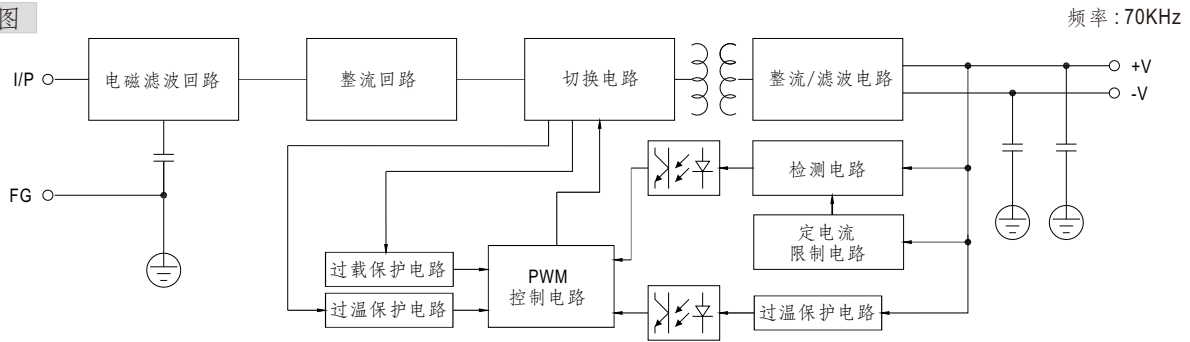 图
频率 : 70KHz
I/P
电磁滤波回路
整流回路
切换电路
整流/滤波电路
+V
-V
检测电路
FG
定电流
限制电路
过载保护电路
PWM
控制电路
过温保护电路
过温保护电路